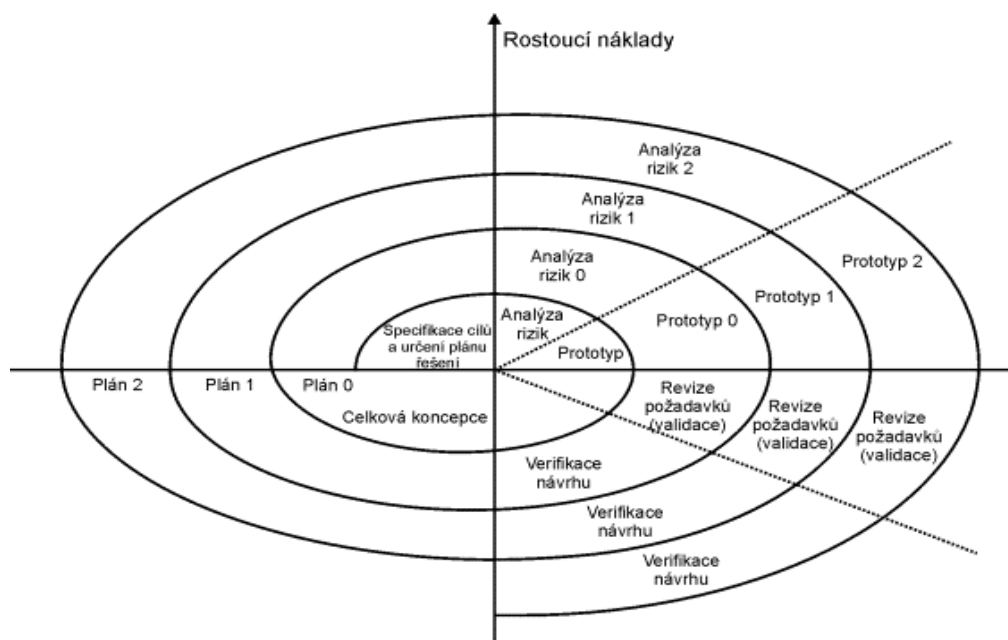 Rostoucí náklady
Analýza
rizik 2
Analýza
rizik 1
Analýza
rizik 0
Prototyp 2
Prototyp 1
Prototyp 0
Analýza
rizik
Specifikace cílů
a určení plánu
řešení
Prototyp
Plán 2
Plán 1
Plán 0
Celková koncepce
Revize
požadavků
(validace)
Revize
požadavků
(validace)
Revize
požadavků
(validace)
Verifikace
návrhu
Verifikace
návrhu
Verifikace
návrhu